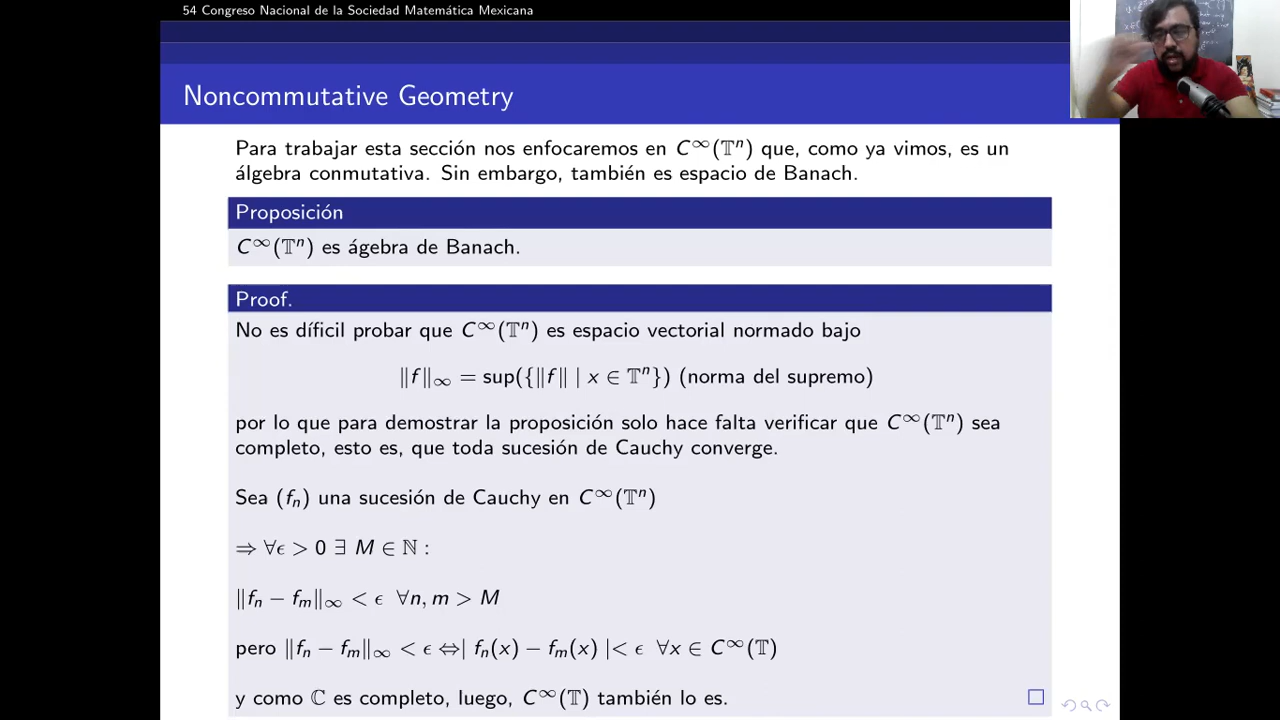 54 Congreso Nacional de la Sociedad Matemática Mexicana
Noncommutative Geometry
Para trabajar esta sección nos enfocaremos en C^∞(𝕋^n) que, como ya vimos, es un
álgebra conmutativa. Sin embargo, también es espacio de Banach.
Proposición
C^∞(𝕋^n) es ágebra de Banach.
Proof.
No es díficil probar que C^∞(𝕋^n) es espacio vectorial normado bajo
‖f‖_∞ = sup({‖f‖ | x ∈ 𝕋^n}) (norma del supremo)
por lo que para demostrar la proposición solo hace falta verificar que C^∞(𝕋^n) sea
completo, esto es, que toda sucesión de Cauchy converge.
Sea (f_n) una sucesión de Cauchy en C^∞(𝕋^n)
⇒ ∀ϵ > 0 ∃ M ∈ ℕ :
‖f_n − f_m‖_∞ < ϵ ∀n, m > M
pero ‖f_n − f_m‖_∞ < ϵ ⇔| f_n(x) − f_m(x) |< ϵ ∀x ∈ C^∞(𝕋)
y como ℂ es completo, luego, C^∞(𝕋) también lo es. □